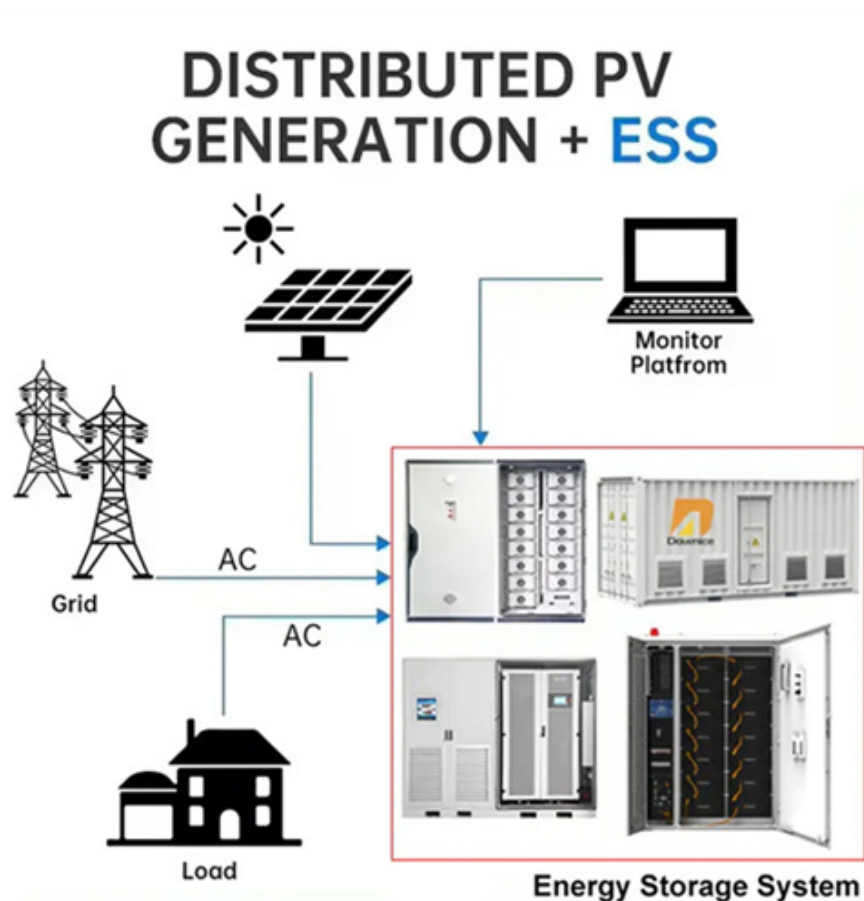 DISTRIBUTED PV
GENERATION + ESS
Monitor
Platfrom
Dawnice
AC
Grid
AC
Load
Energy Storage System